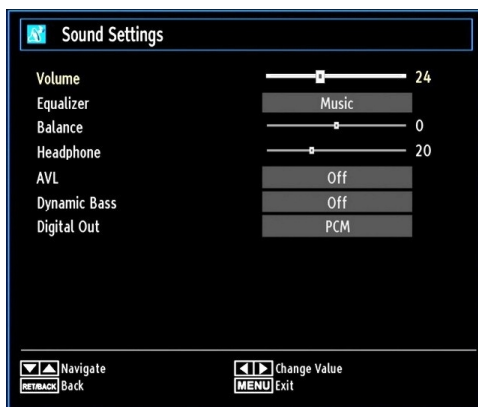 Sound Settings
Volume 24
Equalizer Music
Balance 0
Headphone 20
AVL Off
Dynamic Bass Off
Digital Out PCM
Navigate Change Value
RET/BACK Back MENU Exit